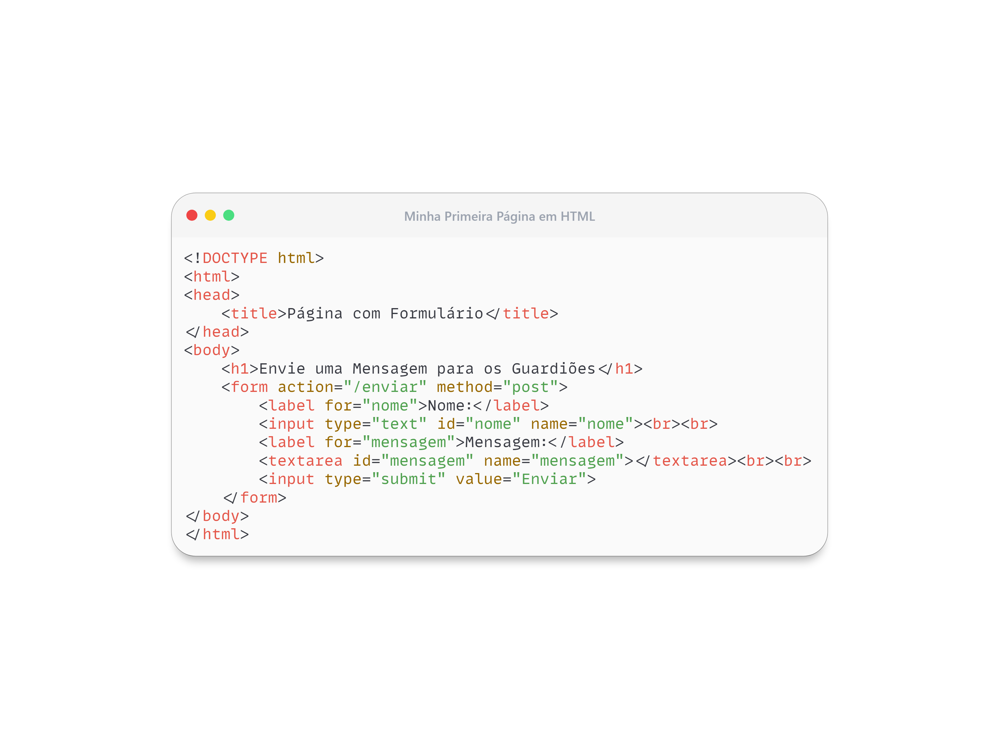 Minha Primeira Página em HTML
<!DOCTYPE html>
<html>
<head>
    <title>Página com Formulário</title>
</head>
<body>
    <h1>Envie uma Mensagem para os Guardiões</h1>
    <form action="/enviar" method="post">
        <label for="nome">Nome:</label>
        <input type="text" id="nome" name="nome"><br><br>
        <label for="mensagem">Mensagem:</label>
        <textarea id="mensagem" name="mensagem"></textarea><br><br>
        <input type="submit" value="Enviar">
    </form>
</body>
</html>